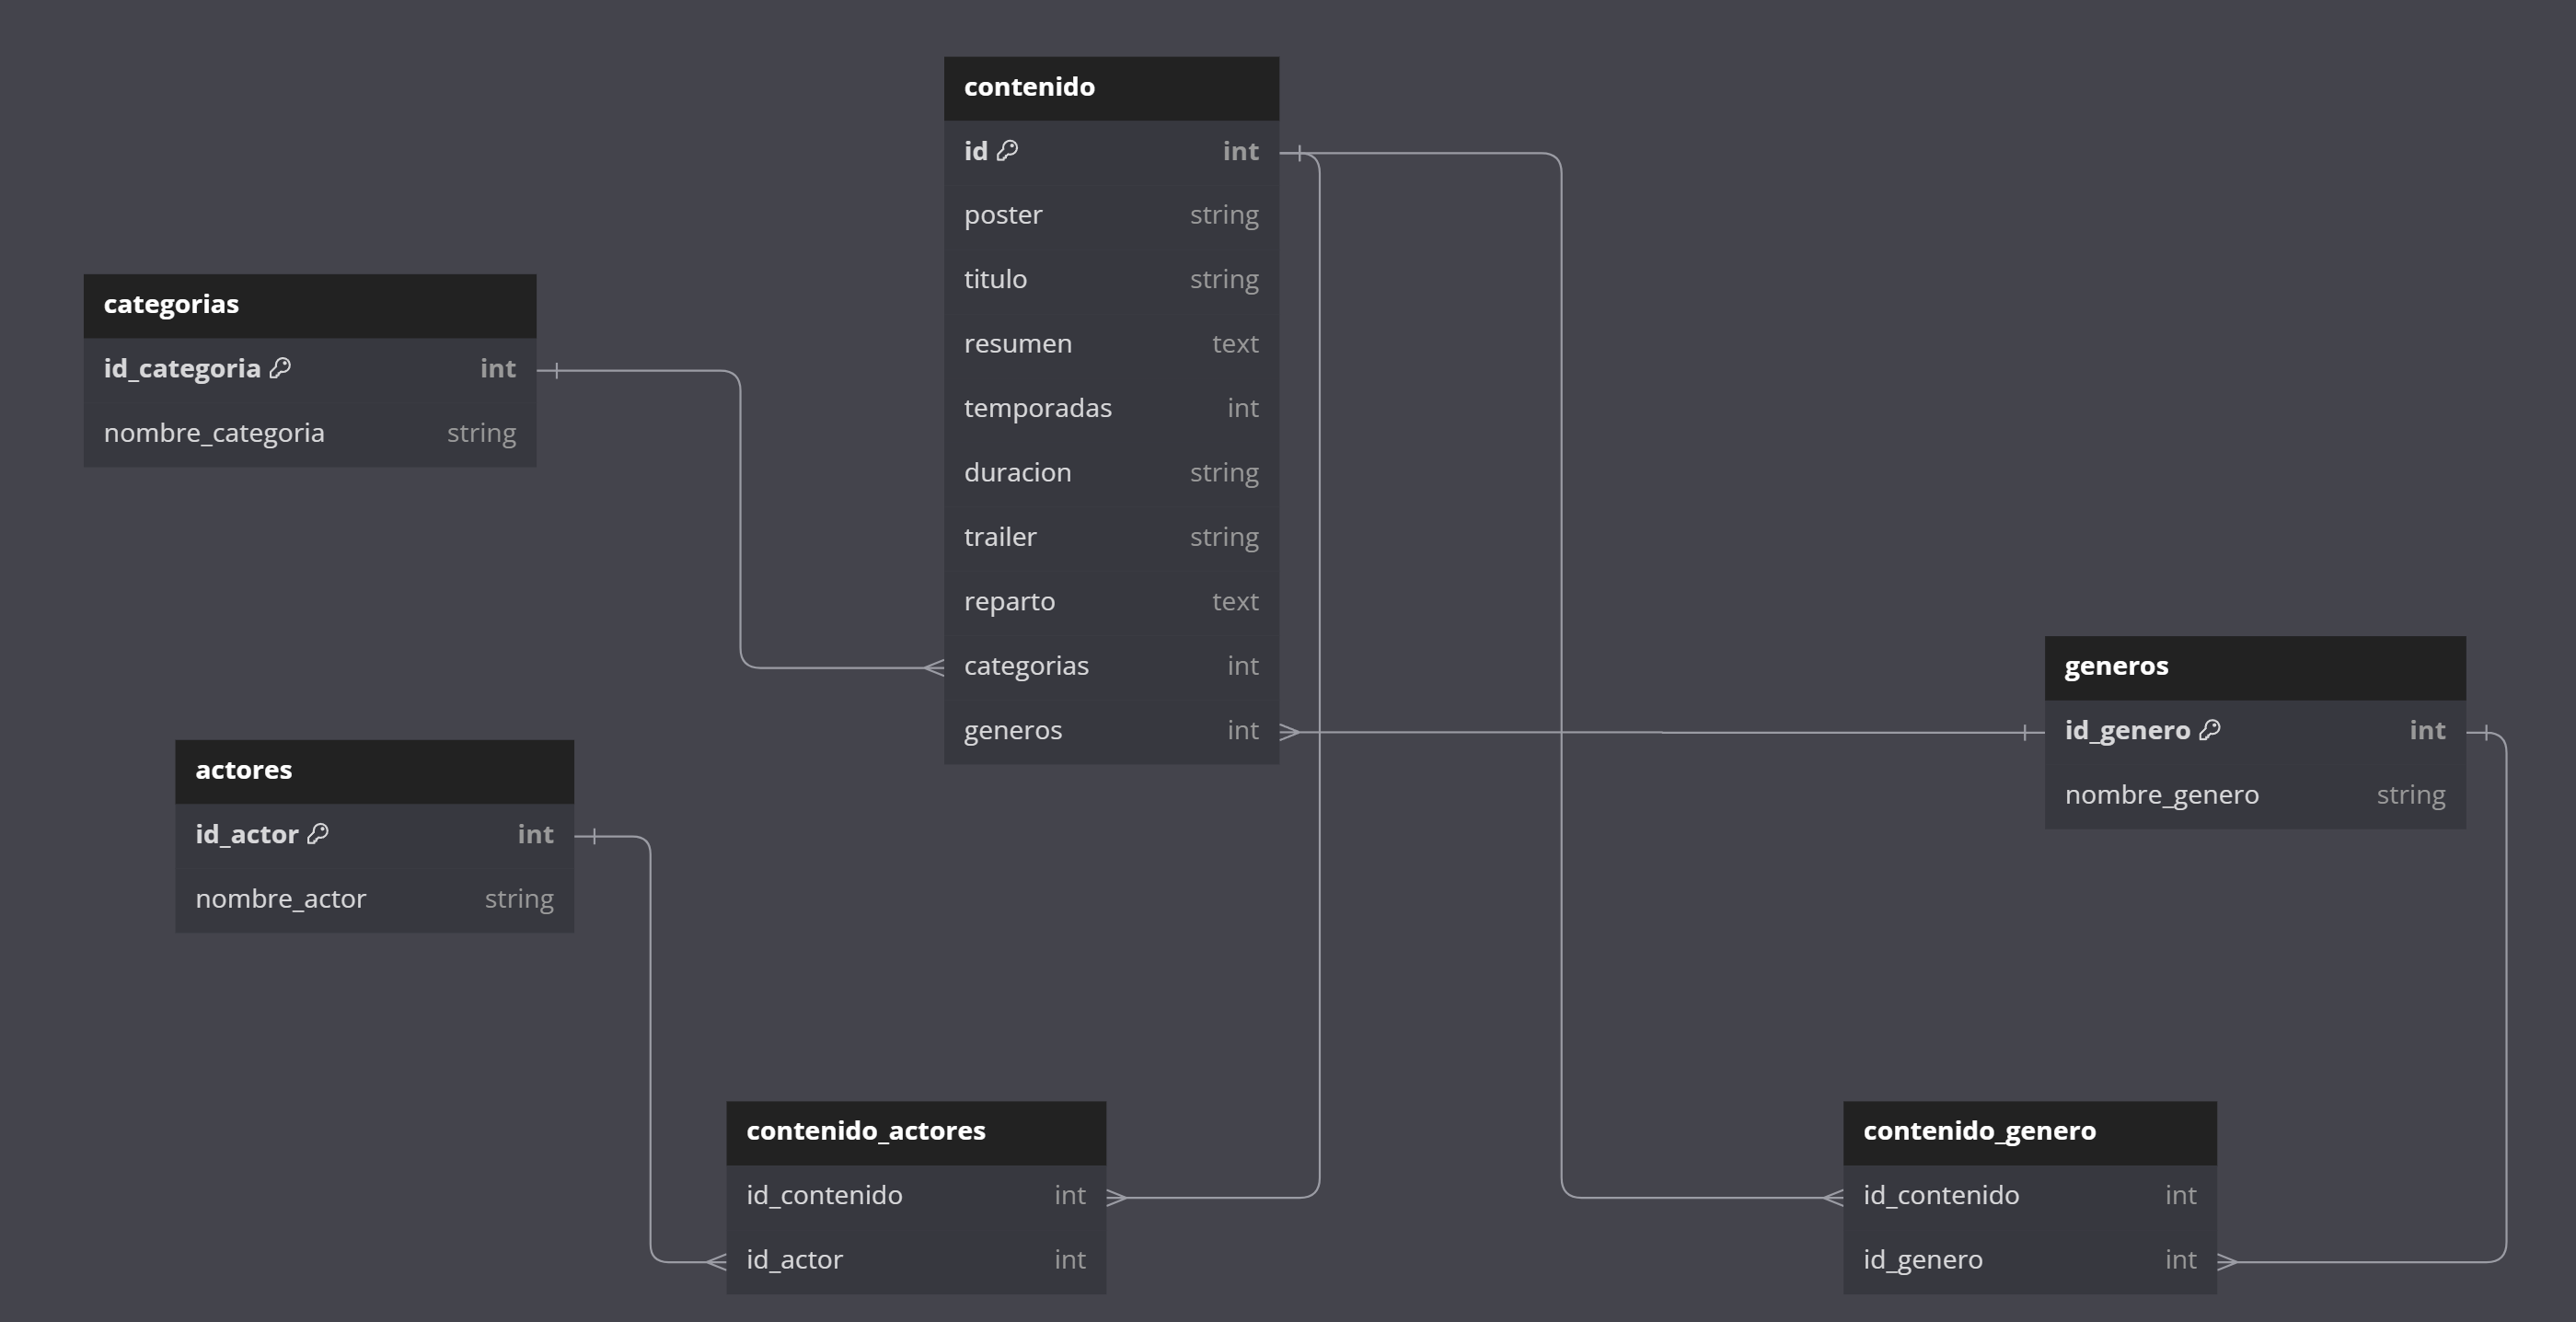 contenido
id int
poster string
titulo string
resumen text
temporadas int
duracion string
trailer string
reparto text
categorias int
generos int
categorias
id_categoria int
nombre_categoria string
actores
id_actor int
nombre_actor string
generos
id_genero int
nombre_genero string
contenido_actores
id_contenido int
id_actor int
contenido_genero
id_contenido int
id_genero int